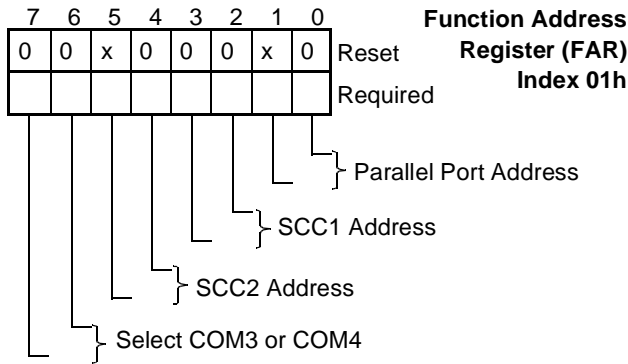 7 6 5 4 3 2 1 0
Function Address
Register (FAR)
Index 01h
0 0 x 0 0 0 x 0 Reset
Required
Parallel Port Address
SCC1 Address
SCC2 Address
Select COM3 or COM4